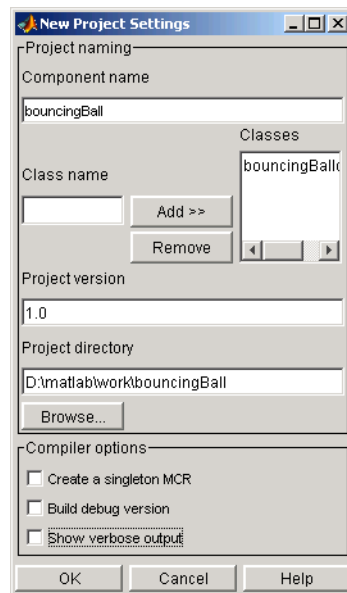 New Project Settings
Project naming
Component name
bouncingBall
Classes
bouncingBallc
Class name
Add >>
Remove
Project version
1.0
Project directory
D:\matlab\work\bouncingBall
Browse...
Compiler options
Create a singleton MCR
Build debug version
Show verbose output
OK
Cancel
Help